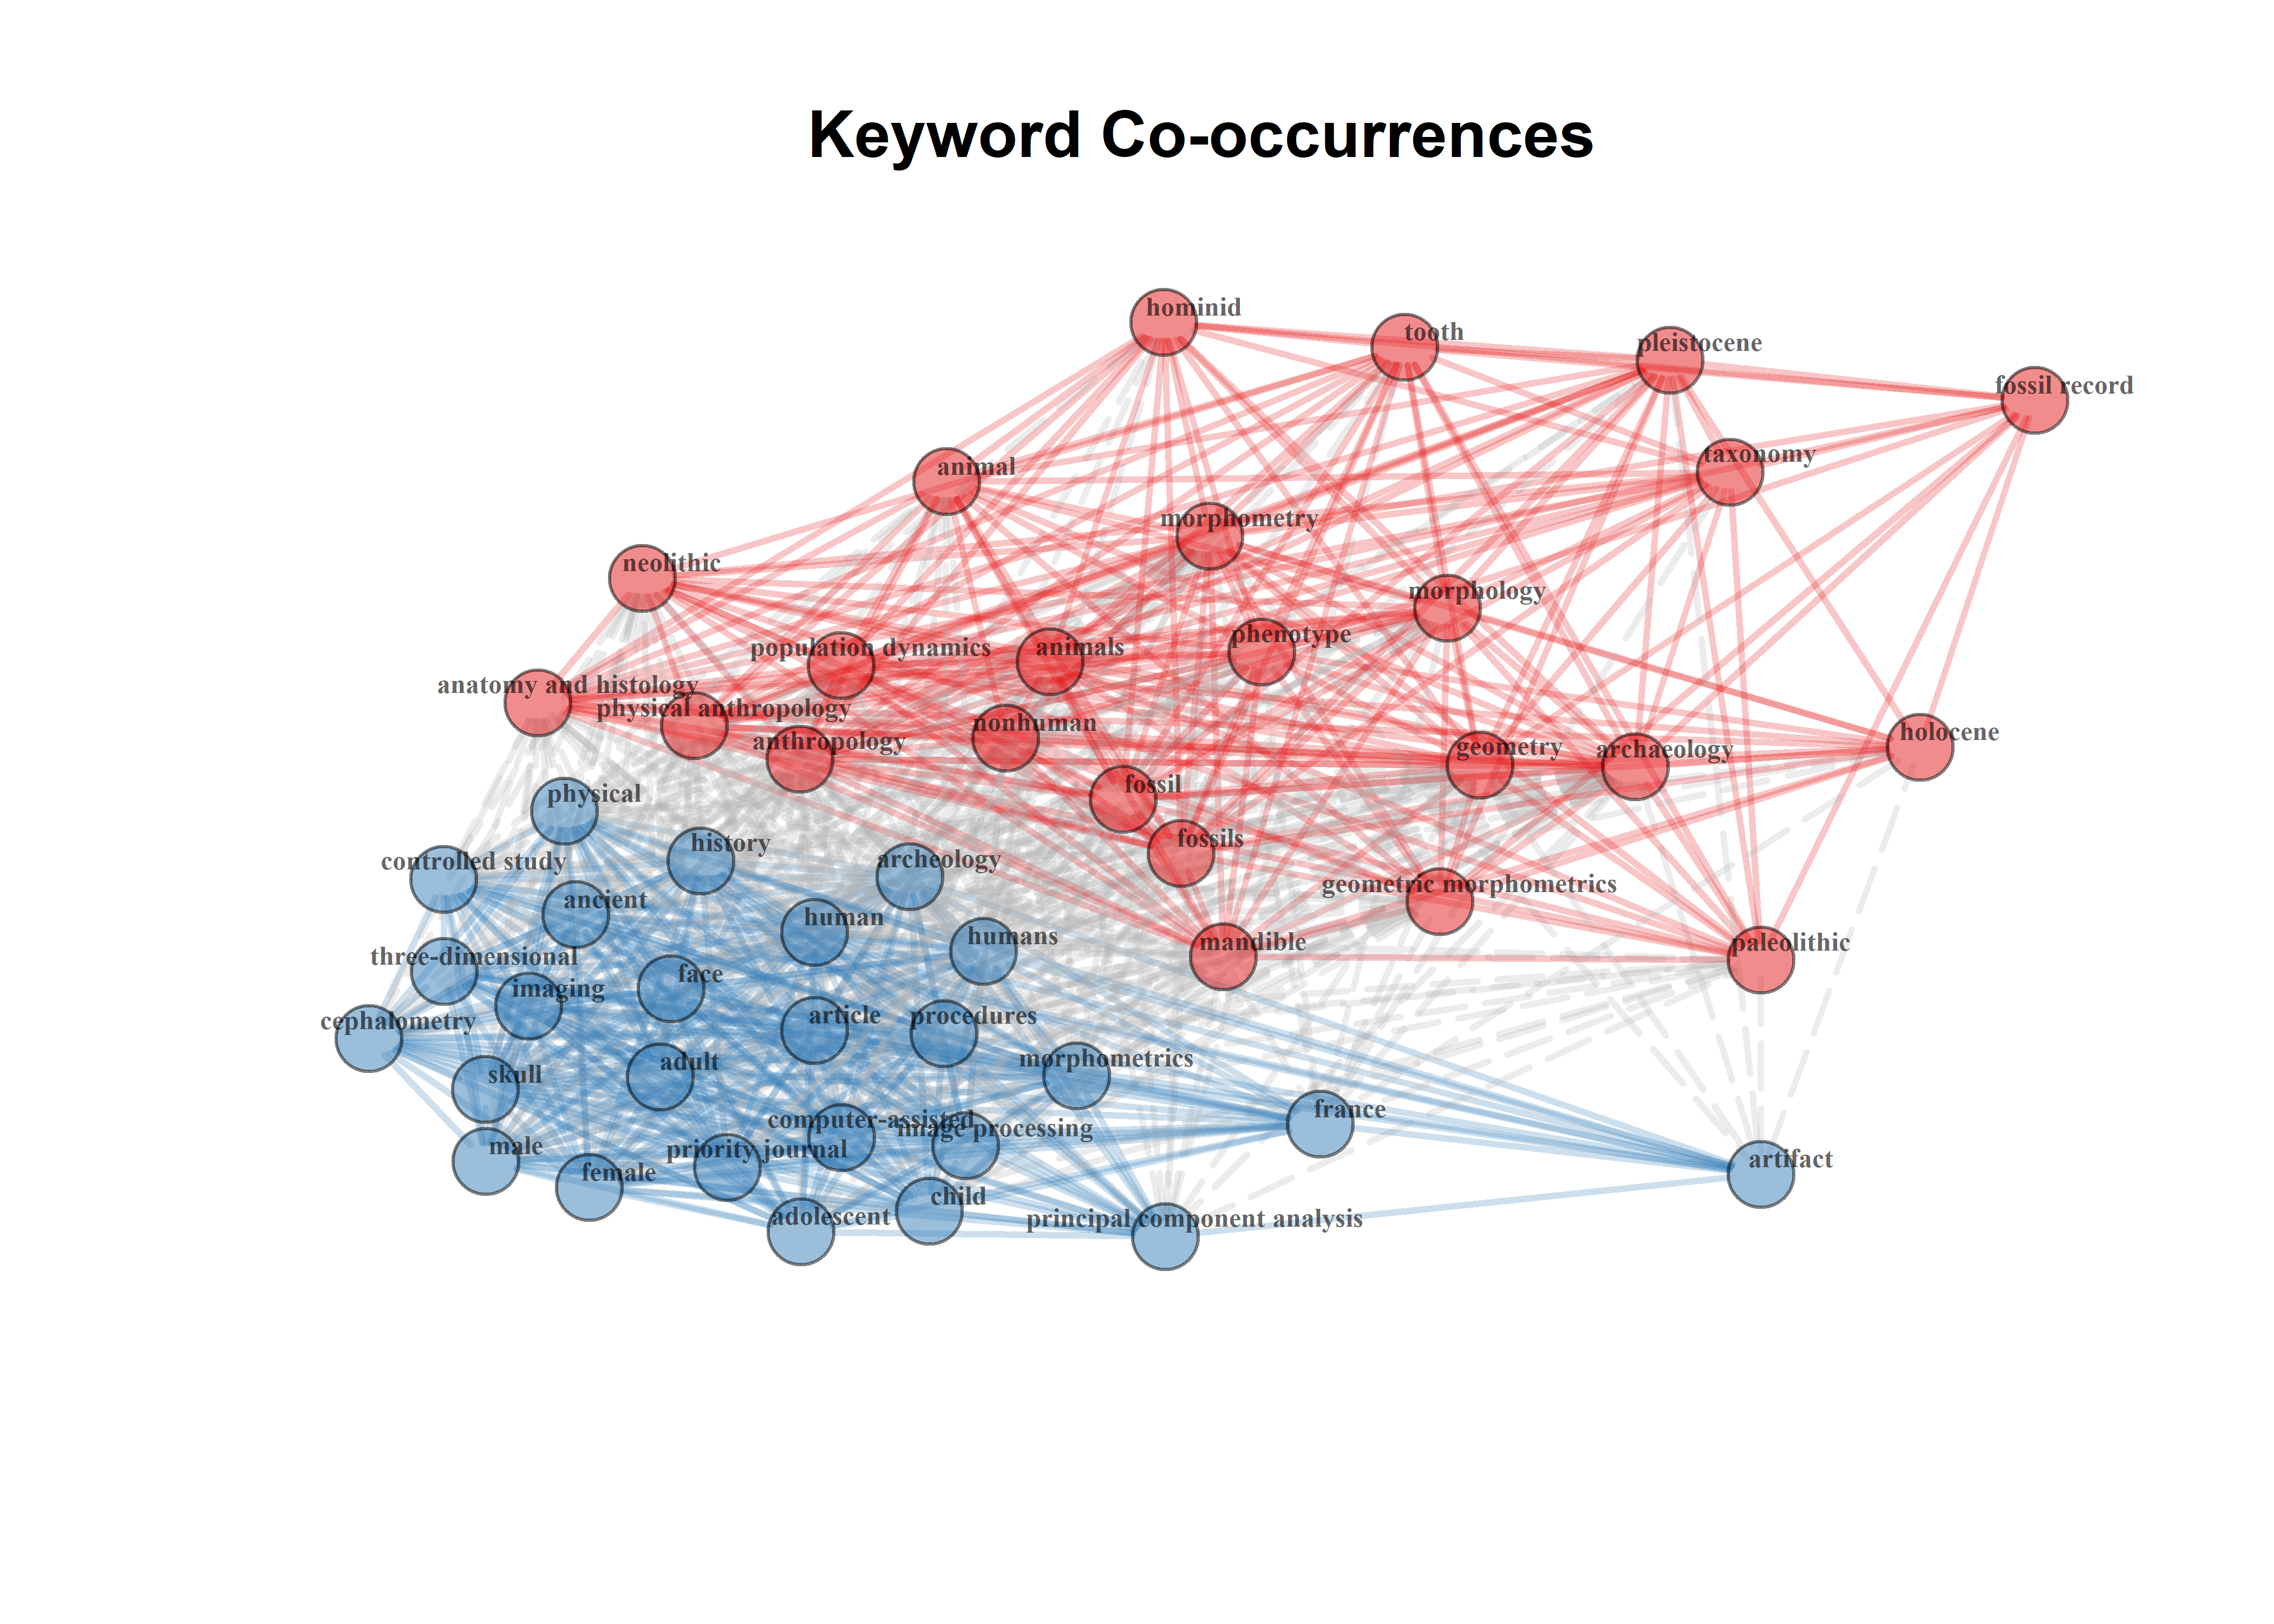 Keyword Co-occurrences
hominid
tooth
pleistocene
fossil record
taxonomy
animal
morphometry
neolithic
morphology
phenotype
population dynamics
animals
anatomy and histology
physical anthropology
nonhuman
anthropology
holocene
geometry
archaeology
fossil
physical
fossils
history
archeology
controlled study
geometric morphometrics
ancient
human
humans
mandible
paleolithic
three-dimensional
face
imaging
article
procedures
cephalometry
morphometrics
adult
skull
france
computer-assisted
image processing
male
priority journal
artifact
female
child
adolescent
principal component analysis